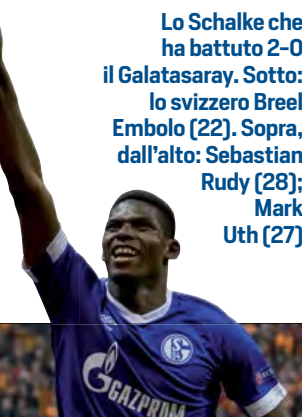 Lo Schalke che
ha battuto 2-0
il Galatasaray. Sotto:
lo svizzero Breel
Embolo (22). Sopra,
dall'alto: Sebastian
Rudy (28);
Mark
Uth (27)
GAZPROM